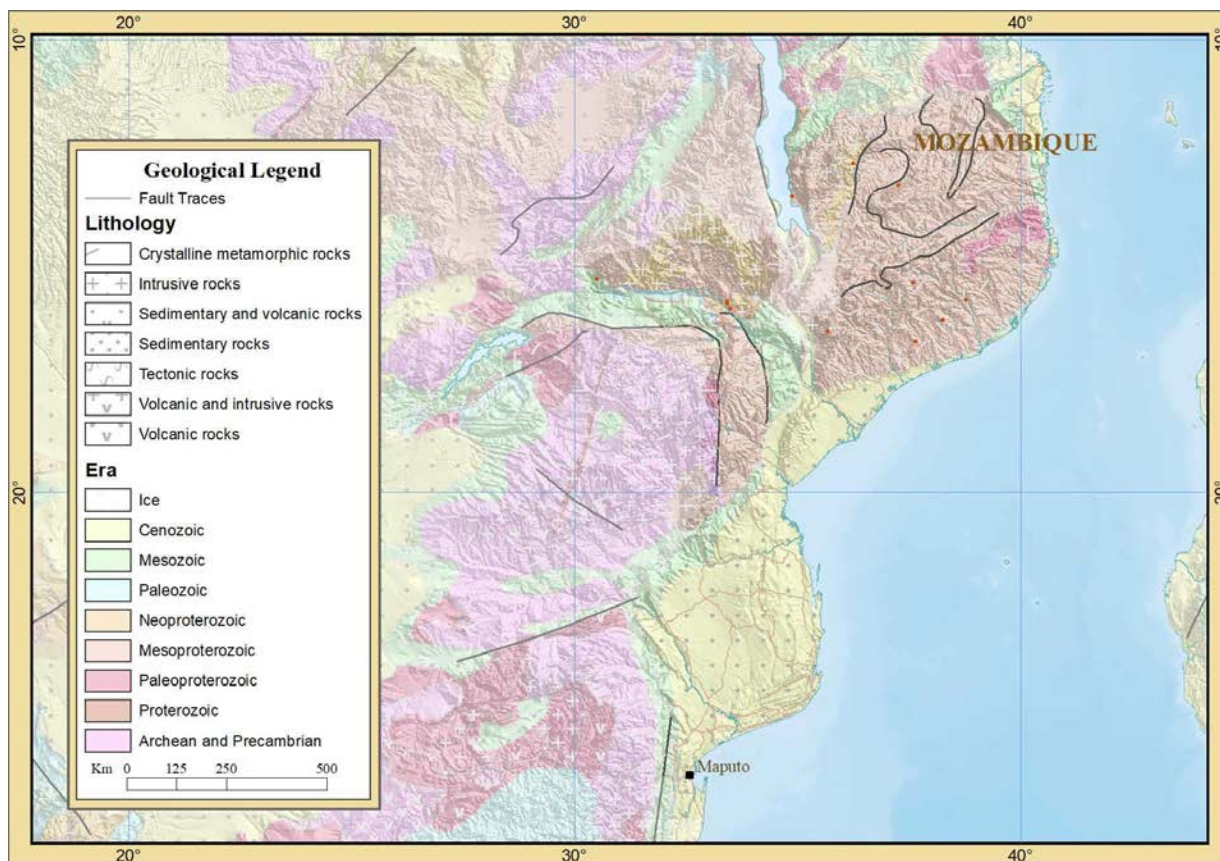 20° 30° 40°
10° 10°
MOZAMBIQUE
Geological Legend
Fault Traces
Lithology
Crystalline metamorphic rocks
Intrusive rocks
Sedimentary and volcanic rocks
Sedimentary rocks
Tectonic rocks
Volcanic and intrusive rocks
Volcanic rocks
Era
Ice
20° 20°
Cenozoic
Mesozoic
Paleozoic
Neoproterozoic
Mesoproterozoic
Paleoproterozoic
Proterozoic
Archean and Precambrian
Km 0 125 250 500
Maputo
20° 30° 40°